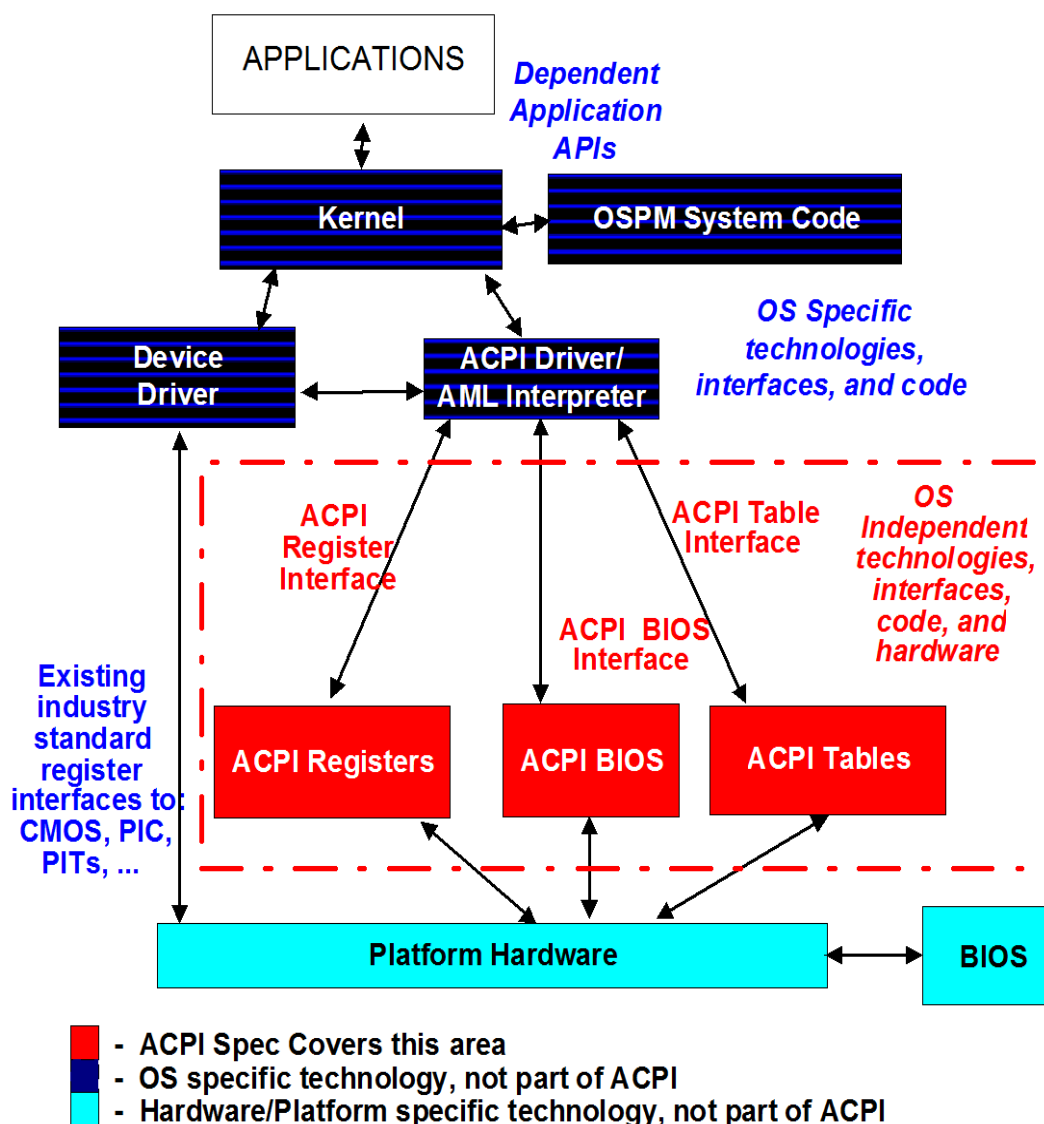 APPLICATIONS
Dependent
Application
APIs
Kernel
OSPM System Code
OS Specific
technologies,
interfaces, and code
Device
Driver
ACPI Driver/
AML Interpreter
ACPI
Register
Interface
ACPI Table
Interface
OS
Independent
technologies,
interfaces,
code, and
hardware
ACPI BIOS
Interface
Existing
industry
standard
register
interfaces to:
CMOS, PIC,
PITs, ...
ACPI Registers
ACPI BIOS
ACPI Tables
Platform Hardware
BIOS
- ACPI Spec Covers this area
- OS specific technology, not part of ACPI
- Hardware/Platform specific technology, not part of ACPI